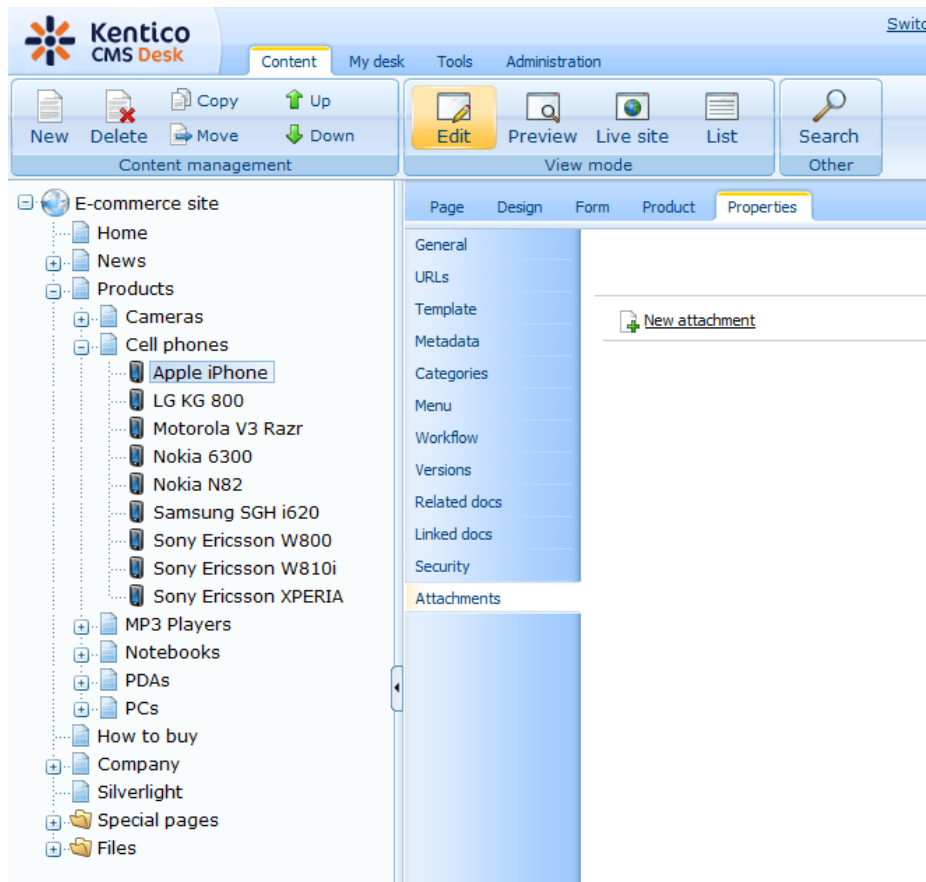 Kentico
CMS Desk
Content My desk Tools Administration
New Delete Copy Move Up Down
Content management
Edit Preview Live site List
View mode
Search
Other
E-commerce site
Home
News
Products
Cameras
Cell phones
Apple iPhone
LG KG 800
Motorola V3 Razr
Nokia 6300
Nokia N82
Samsung SGH i620
Sony Ericsson W800
Sony Ericsson W810i
Sony Ericsson XPERIA
MP3 Players
Notebooks
PDAs
PCs
How to buy
Company
Silverlight
Special pages
Files
Page Design Form Product Properties
General
URLs
Template
Metadata
Categories
Menu
Workflow
Versions
Related docs
Linked docs
Security
Attachments
New attachment